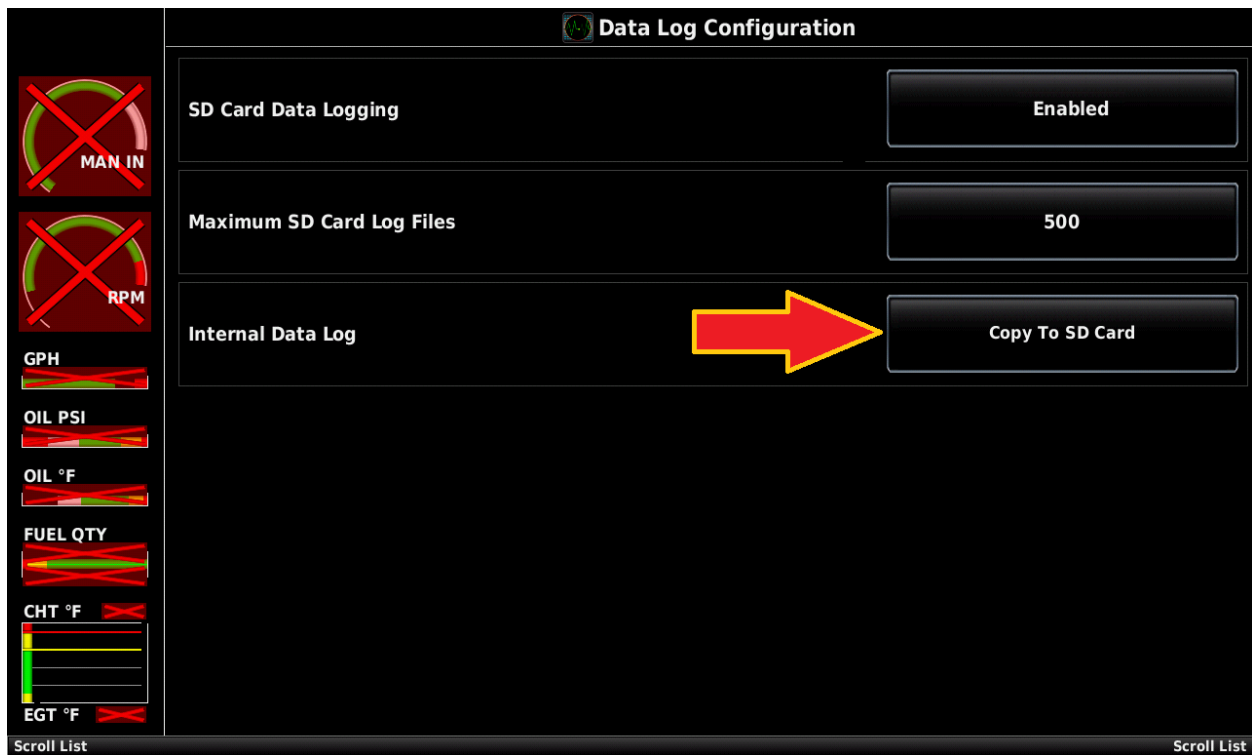 Data Log Configuration
MAN IN
RPM
GPH
OIL PSI
OIL °F
FUEL QTY
CHT °F
EGT °F
SD Card Data Logging
Enabled
Maximum SD Card Log Files
500
Internal Data Log
Copy To SD Card
Scroll List
Scroll List